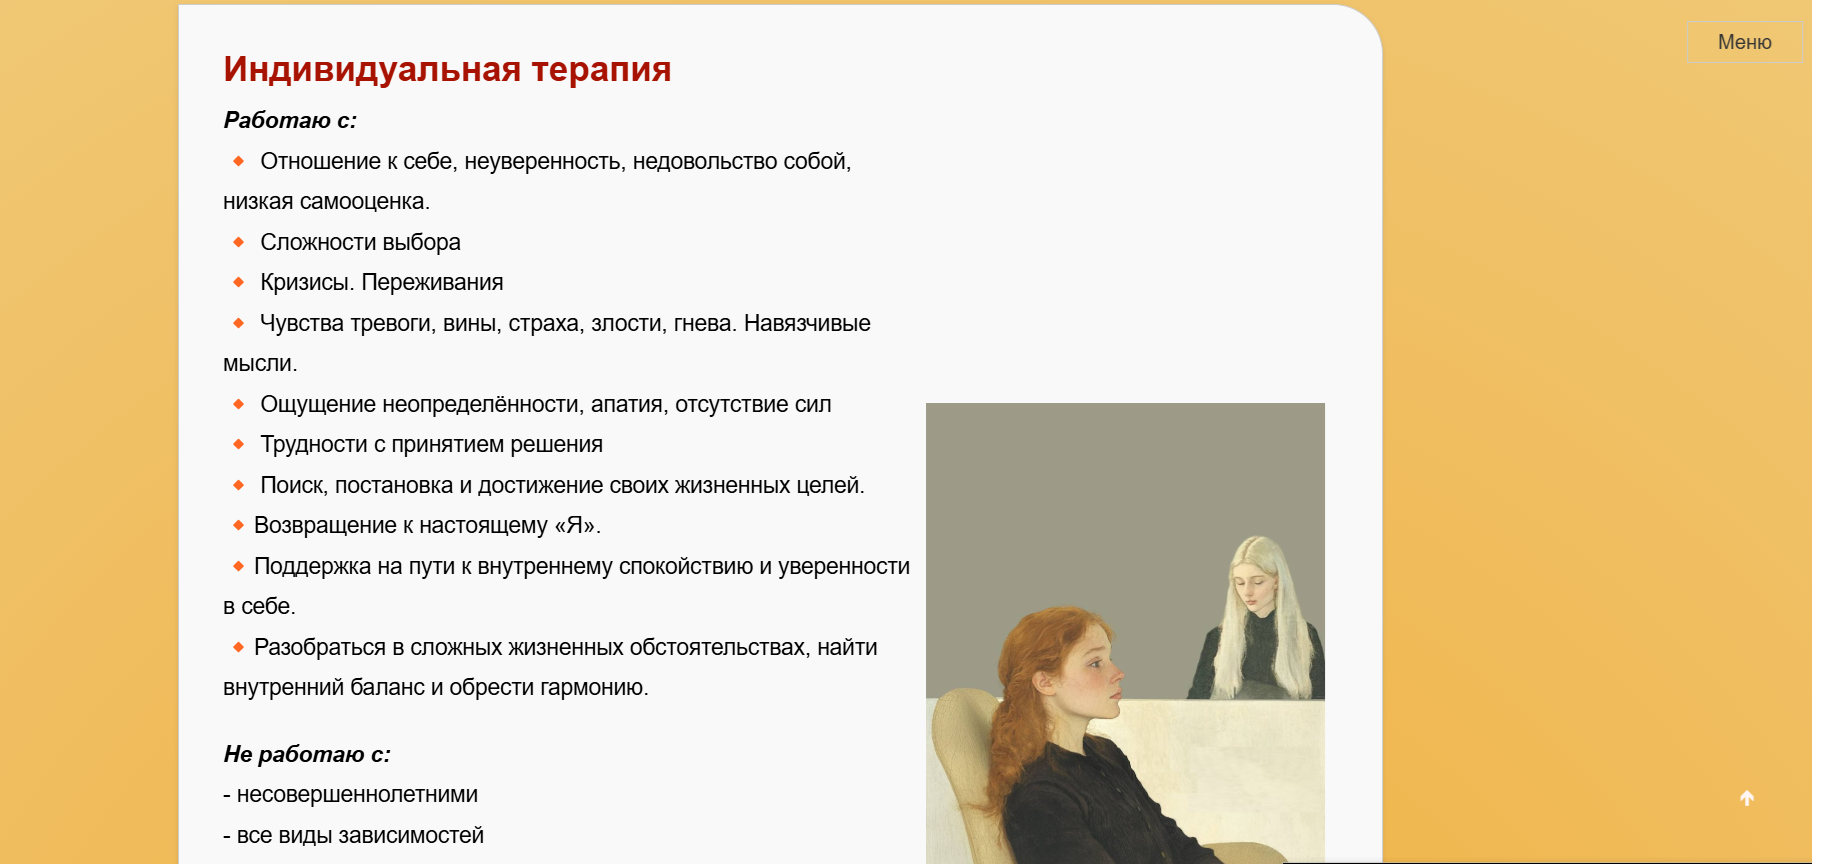 Меню
Индивидуальная терапия
Работаю с:
🔸 Отношение к себе, неуверенность, недовольство собой,
низкая самооценка.
🔸 Сложности выбора
🔸 Кризисы. Переживания
🔸 Чувства тревоги, вины, страха, злости, гнева. Навязчивые
мысли.
🔸 Ощущение неопределённости, апатия, отсутствие сил
🔸 Трудности с принятием решения
🔸 Поиск, постановка и достижение своих жизненных целей.
🔸Возвращение к настоящему «Я».
🔸Поддержка на пути к внутреннему спокойствию и уверенности
в себе.
🔸Разобраться в сложных жизненных обстоятельствах, найти
внутренний баланс и обрести гармонию.
Не работаю с:
- несовершеннолетними
- все виды зависимостей